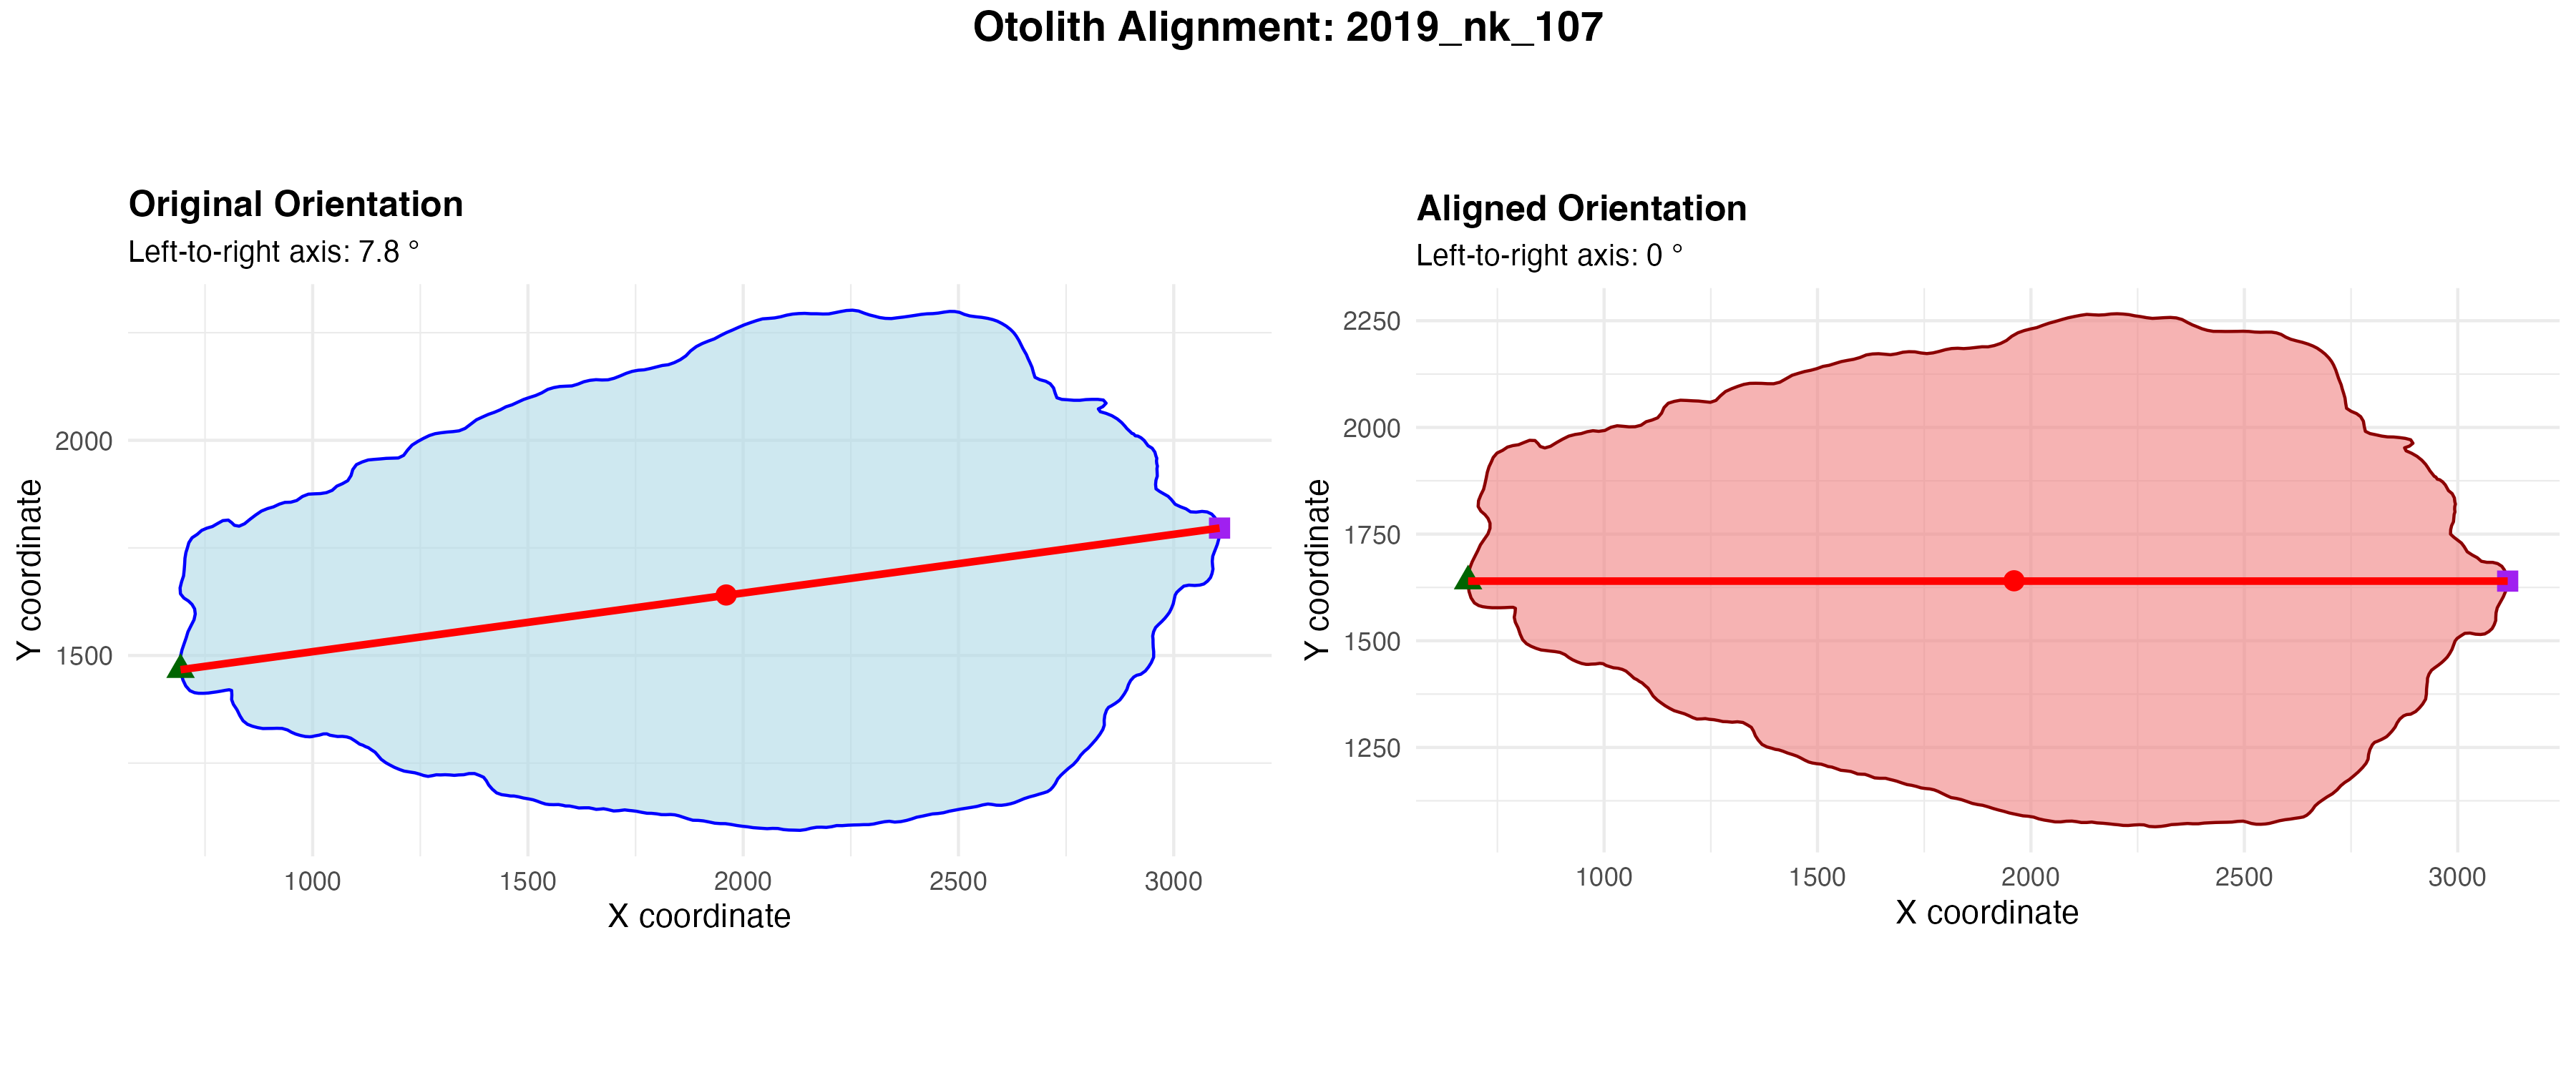 Otolith Alignment: 2019_nk_107
Original Orientation
Left-to-right axis: 7.8 °
Y coordinate
2000
1500
1000
1500
2000
2500
3000
X coordinate
Aligned Orientation
Left-to-right axis: 0 °
Y coordinate
2250
2000
1750
1500
1250
1000
1500
2000
2500
3000
X coordinate